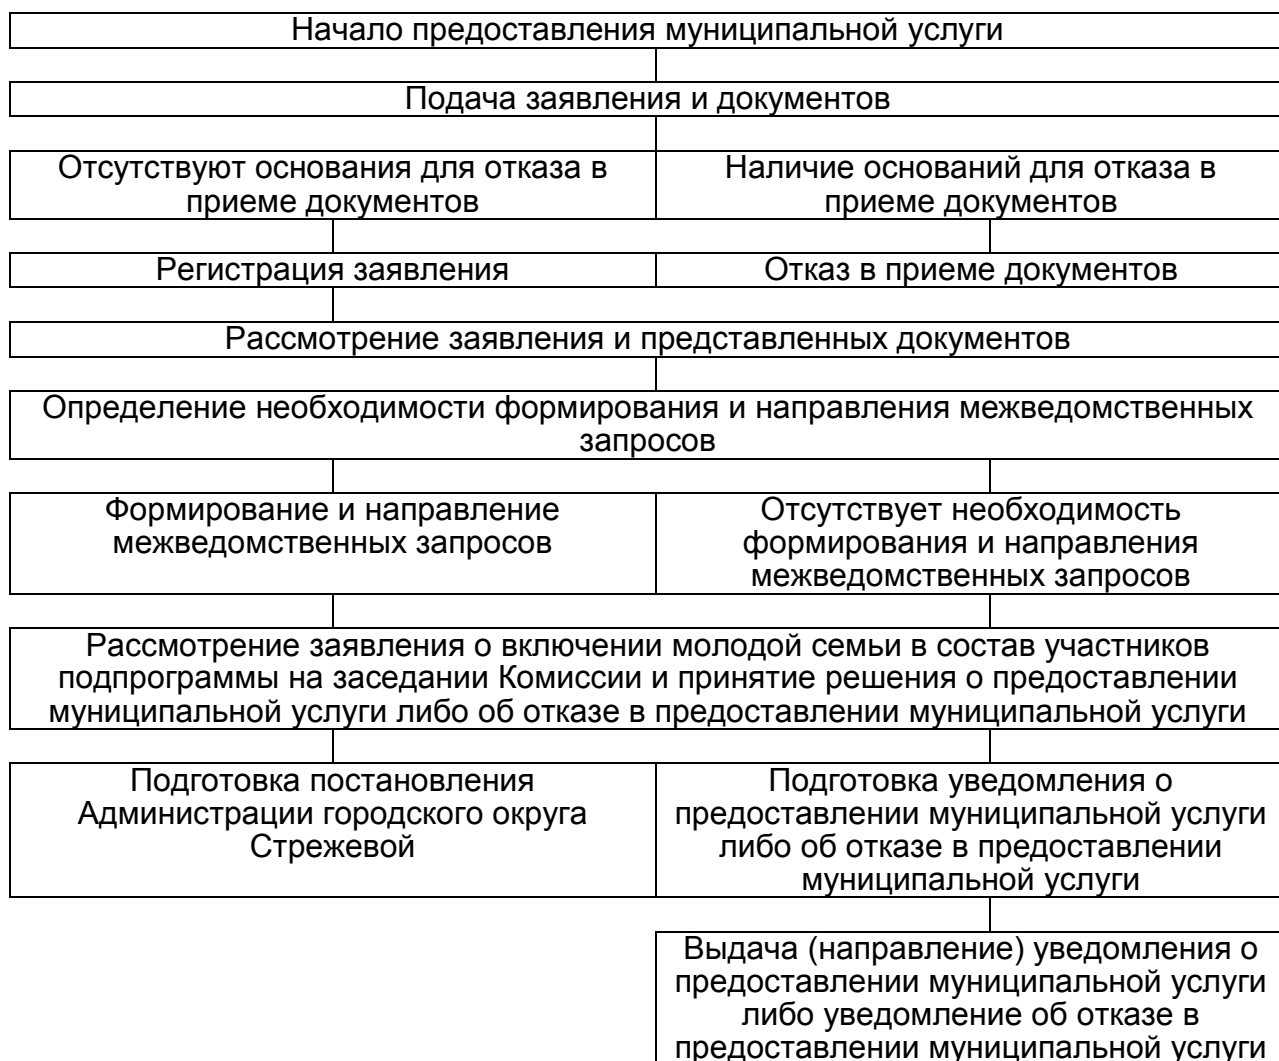 Начало предоставления муниципальной услуги
Подача заявления и документов
Отсутствуют основания для отказа в
приеме документов
Наличие оснований для отказа в
приеме документов
Регистрация заявления
Отказ в приеме документов
Рассмотрение заявления и представленных документов
Определение необходимости формирования и направления межведомственных
запросов
Формирование и направление
межведомственных запросов
Отсутствует необходимость
формирования и направления
межведомственных запросов
Рассмотрение заявления о включении молодой семьи в состав участников
подпрограммы на заседании Комиссии и принятие решения о предоставлении
муниципальной услуги либо об отказе в предоставлении муниципальной услуги
Подготовка постановления
Администрации городского округа
Стрежевой
Подготовка уведомления о
предоставлении муниципальной услуги
либо об отказе в предоставлении
муниципальной услуги
Выдача (направление) уведомления о
предоставлении муниципальной услуги
либо уведомление об отказе в
предоставлении муниципальной услуги